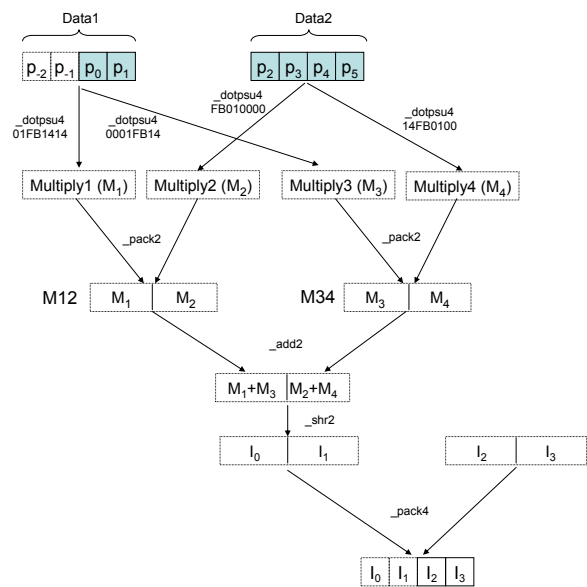 Data1 Data2
p-2 p-1 p0 p1 p2 p3 p4 p5
_dotpsu4
01FB1414
_dotpsu4
0001FB14
_dotpsu4
FB010000
_dotpsu4
14FB0100
Multiply1 (M1) Multiply2 (M2) Multiply3 (M3) Multiply4 (M4)
_pack2 _pack2
M12 M1 M2 M34 M3 M4
_add2
M1+M3 M2+M4
_shr2
I0 I1 I2 I3
_pack4
I0 I1 I2 I3